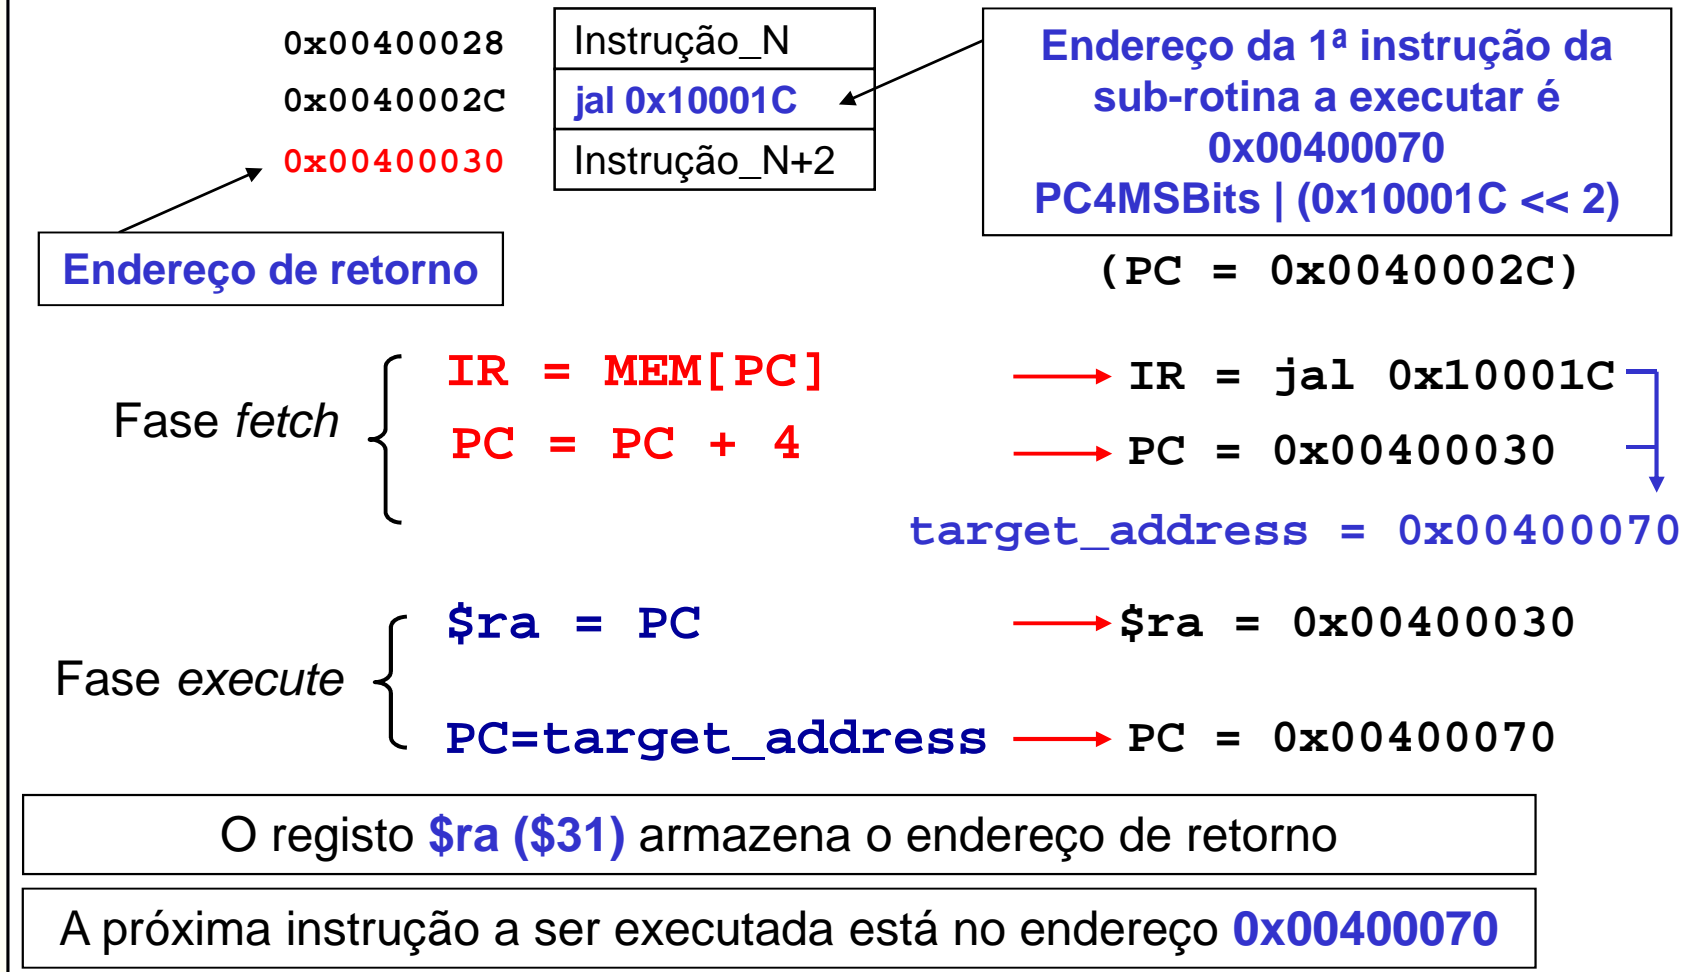 0x00400028 Instrução_N
0x0040002C jal 0x10001C
0x00400030 Instrução_N+2
Endereço da 1ª instrução da
sub-rotina a executar é
0x00400070
PC4MSBits | (0x10001C << 2)
Endereço de retorno
(PC = 0x0040002C)
Fase fetch
IR = MEM[PC] IR = jal 0x10001C
PC = PC + 4 PC = 0x00400030
target_address = 0x00400070
Fase execute
$ra = PC $ra = 0x00400030
PC=target_address PC = 0x00400070
O registo $ra ($31) armazena o endereço de retorno
A próxima instrução a ser executada está no endereço 0x00400070